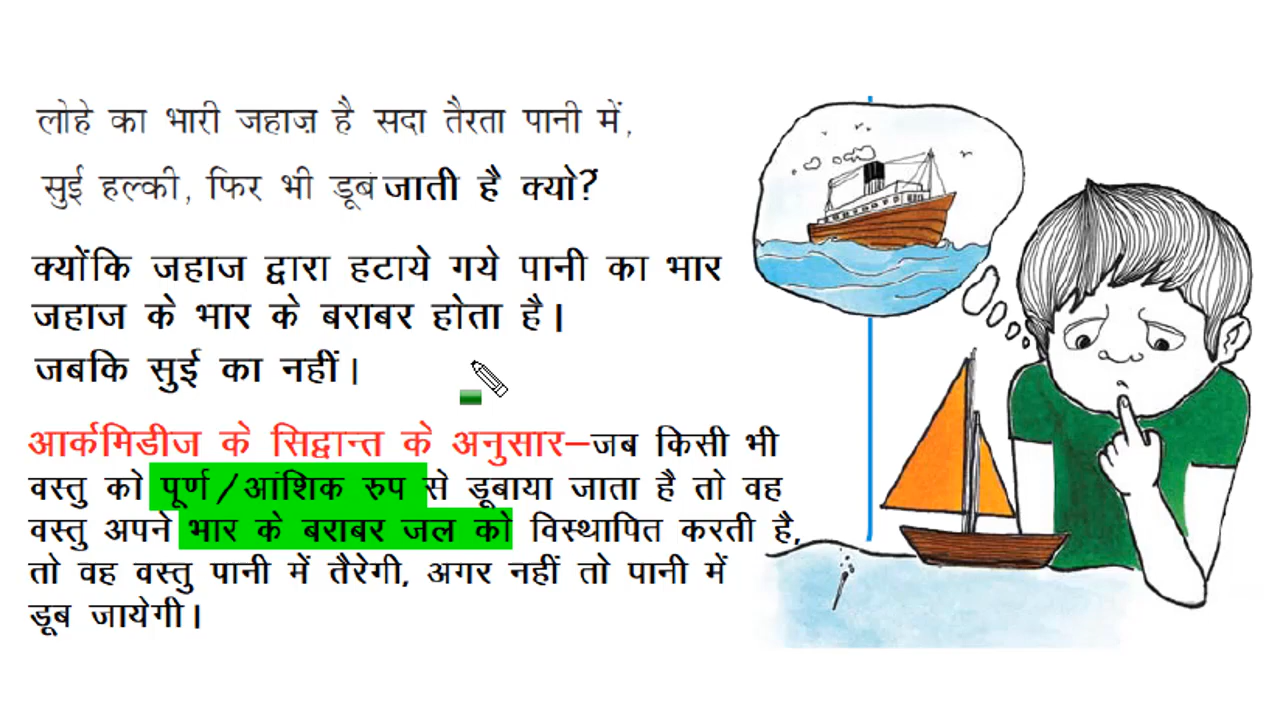 लोहे का भारी जहाज़ है सदा तैरता पानी में,
सुई हल्की, फिर भी डूब जाती है क्यो?
क्योंकि जहाज द्वारा हटाये गये पानी का भार
जहाज के भार के बराबर होता है।
जबकि सुई का नहीं।
आर्कमिडीज के सिद्वान्त के अनुसार–जब किसी भी
वस्तु को पूर्ण/आंशिक रुप से डूबाया जाता है तो वह
वस्तु अपने भार के बराबर जल को विस्थापित करती है,
तो वह वस्तु पानी में तैरेगी, अगर नहीं तो पानी में
डूब जायेगी।